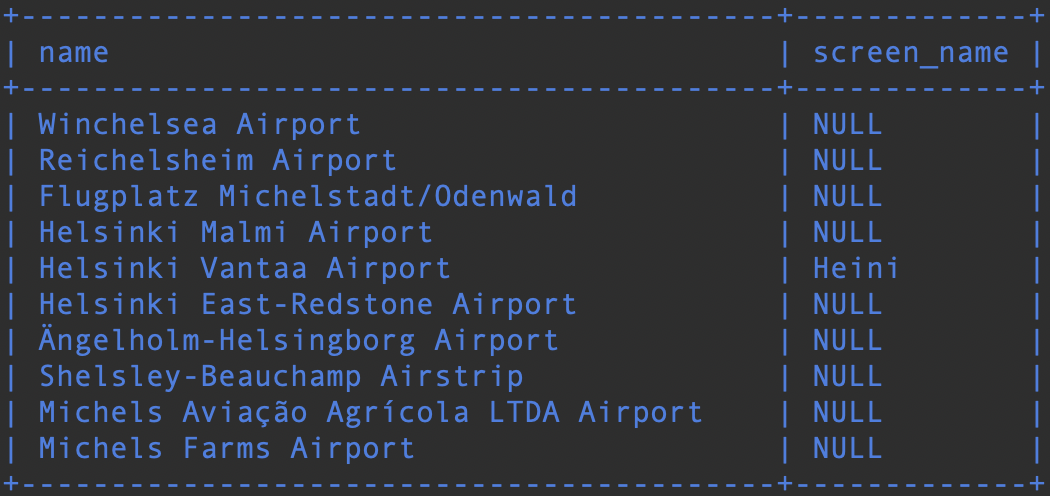 +------------------------------------------+-------------+
| name                                     | screen_name |
+------------------------------------------+-------------+
| Winchelsea Airport                       | NULL        |
| Reichelsheim Airport                     | NULL        |
| Flugplatz Michelstadt/Odenwald           | NULL        |
| Helsinki Malmi Airport                   | NULL        |
| Helsinki Vantaa Airport                  | Heini       |
| Helsinki East-Redstone Airport           | NULL        |
| Ängelholm-Helsingborg Airport            | NULL        |
| Shelsley-Beauchamp Airstrip              | NULL        |
| Michels Aviação Agrícola LTDA Airport    | NULL        |
| Michels Farms Airport                    | NULL        |
+------------------------------------------+-------------+